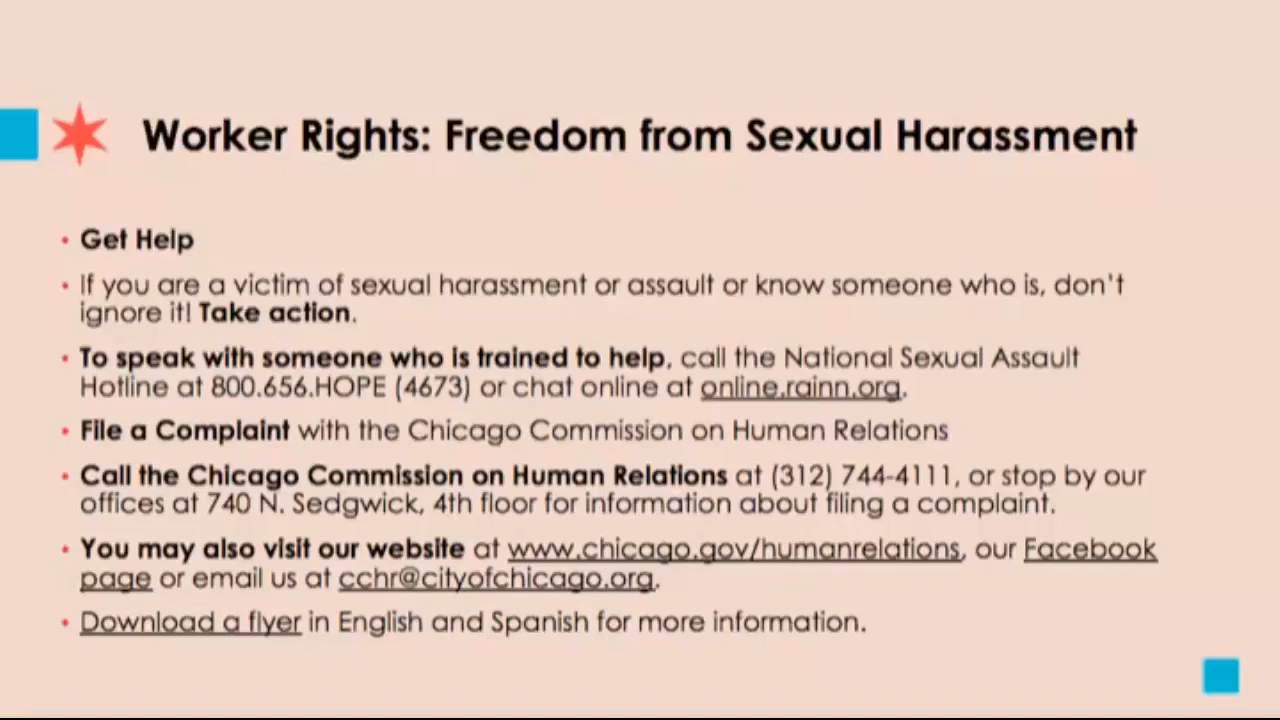 Worker Rights: Freedom from Sexual Harassment
• Get Help
• If you are a victim of sexual harassment or assault or know someone who is, don't
ignore it! Take action.
• To speak with someone who is trained to help, call the National Sexual Assault
Hotline at 800.656.HOPE (4673) or chat online at online.rainn.org.
• File a Complaint with the Chicago Commission on Human Relations
• Call the Chicago Commission on Human Relations at (312) 744-4111, or stop by our
offices at 740 N. Sedgwick, 4th floor for information about filing a complaint.
• You may also visit our website at www.chicago.gov/humanrelations, our Facebook
page or email us at cchr@cityofchicago.org.
• Download a flyer in English and Spanish for more information.